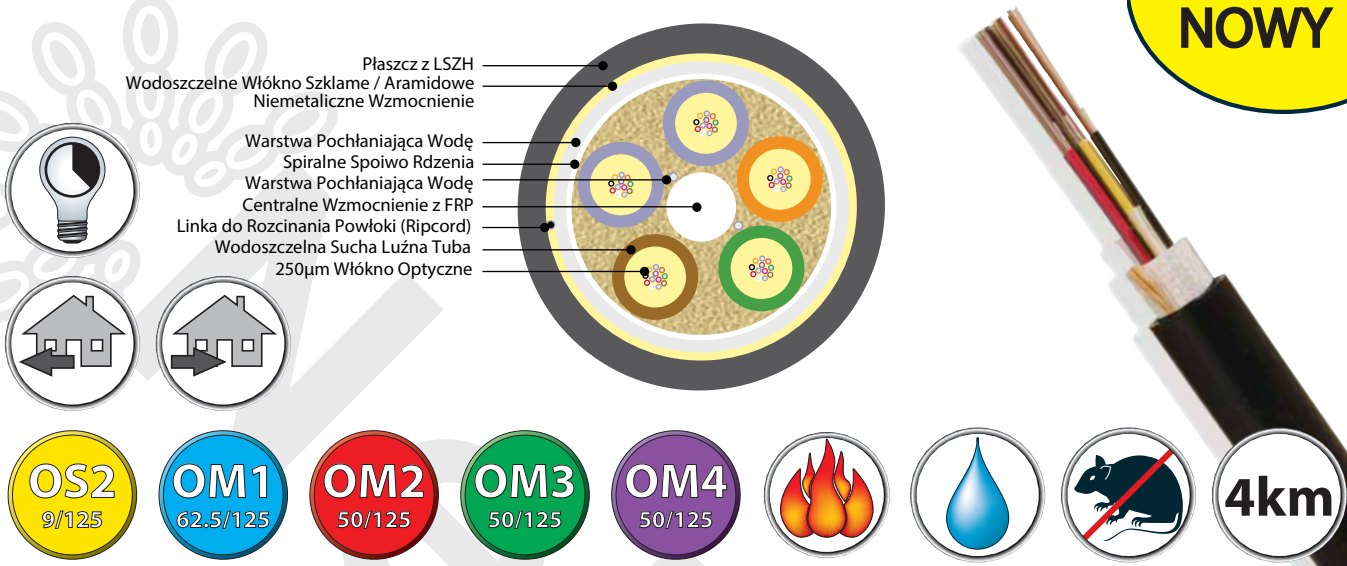 NOWY
Płaszcz z LSZH
Wodoszczelne Włókno Szklame / Aramidowe
Niemetaliczne Wzmocnienie
Warstwa Pochłaniająca Wodę
Spiralne Spoiwo Rdzenia
Warstwa Pochłaniająca Wodę
Centralne Wzmocnienie z FRP
Linka do Rozcinania Powłoki (Ripcord)
Wodoszczelna Sucha Luźna Tuba
250µm Włókno Optyczne
OS2
9/125
OM1
62.5/125
OM2
50/125
OM3
50/125
OM4
50/125
4km